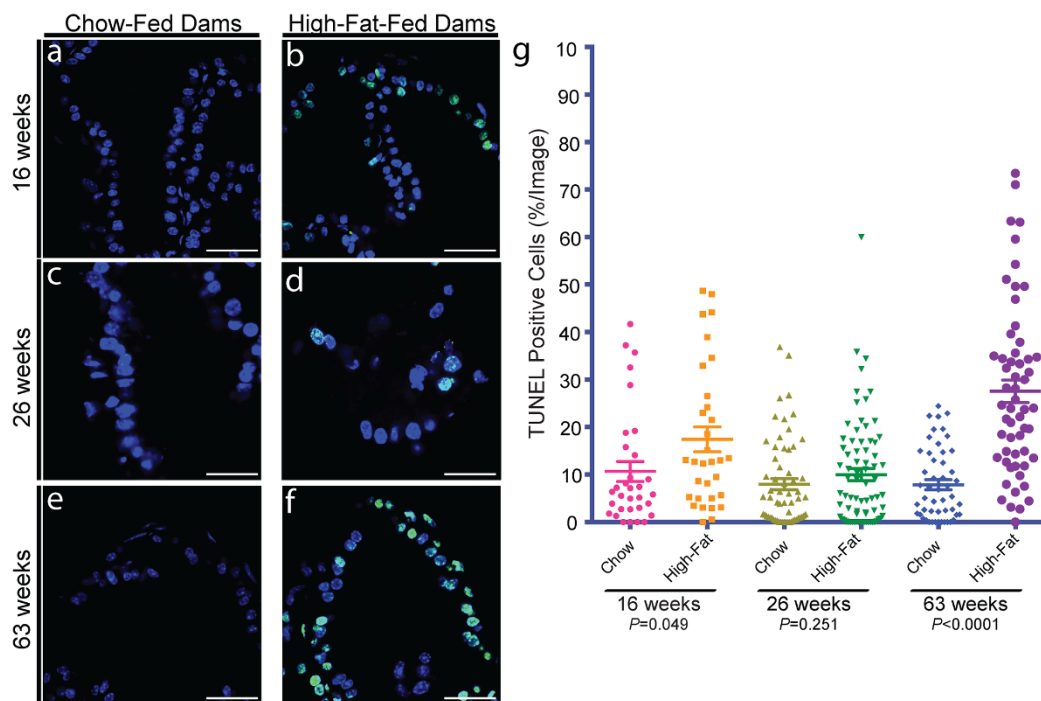 Chow-Fed Dams High-Fat-Fed Dams
a b g
16 weeks
c d
26 weeks
e f
63 weeks
TUNEL Positive Cells (%/Image)
10
90
80
70
60
50
40
30
20
10
0
Chow High-Fat Chow High-Fat Chow High-Fat
16 weeks 26 weeks 63 weeks
P=0.049 P=0.251 P<0.0001